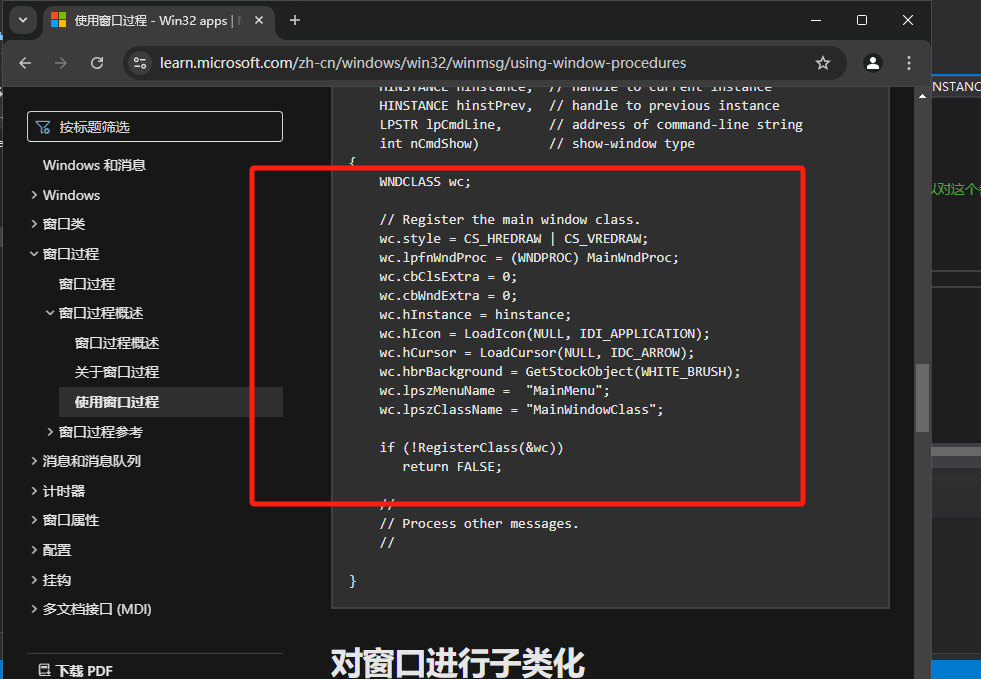 使用窗口过程 - Win32 apps |
learn.microsoft.com/zh-cn/windows/win32/winmsg/using-window-procedures
按标题筛选
Windows 和消息
Windows
窗口类
窗口过程
窗口过程
窗口过程概述
窗口过程概述
关于窗口过程
使用窗口过程
窗口过程参考
消息和消息队列
计时器
窗口属性
配置
挂钩
多文档接口 (MDI)
下载 PDF
HINSTANCE hinstance,  // handle to current instance
HINSTANCE hinstPrev,  // handle to previous instance
LPSTR lpCmdLine,      // address of command-line string
int nCmdShow)         // show-window type
{
WNDCLASS wc;
// Register the main window class.
wc.style = CS_HREDRAW | CS_VREDRAW;
wc.lpfnWndProc = (WNDPROC) MainWndProc;
wc.cbClsExtra = 0;
wc.cbWndExtra = 0;
wc.hInstance = hinstance;
wc.hIcon = LoadIcon(NULL, IDI_APPLICATION);
wc.hCursor = LoadCursor(NULL, IDC_ARROW);
wc.hbrBackground = GetStockObject(WHITE_BRUSH);
wc.lpszMenuName =  "MainMenu";
wc.lpszClassName = "MainWindowClass";
if (!RegisterClass(&wc))
return FALSE;
//
// Process other messages.
//
}
对窗口进行子类化
NSTANC
对这个